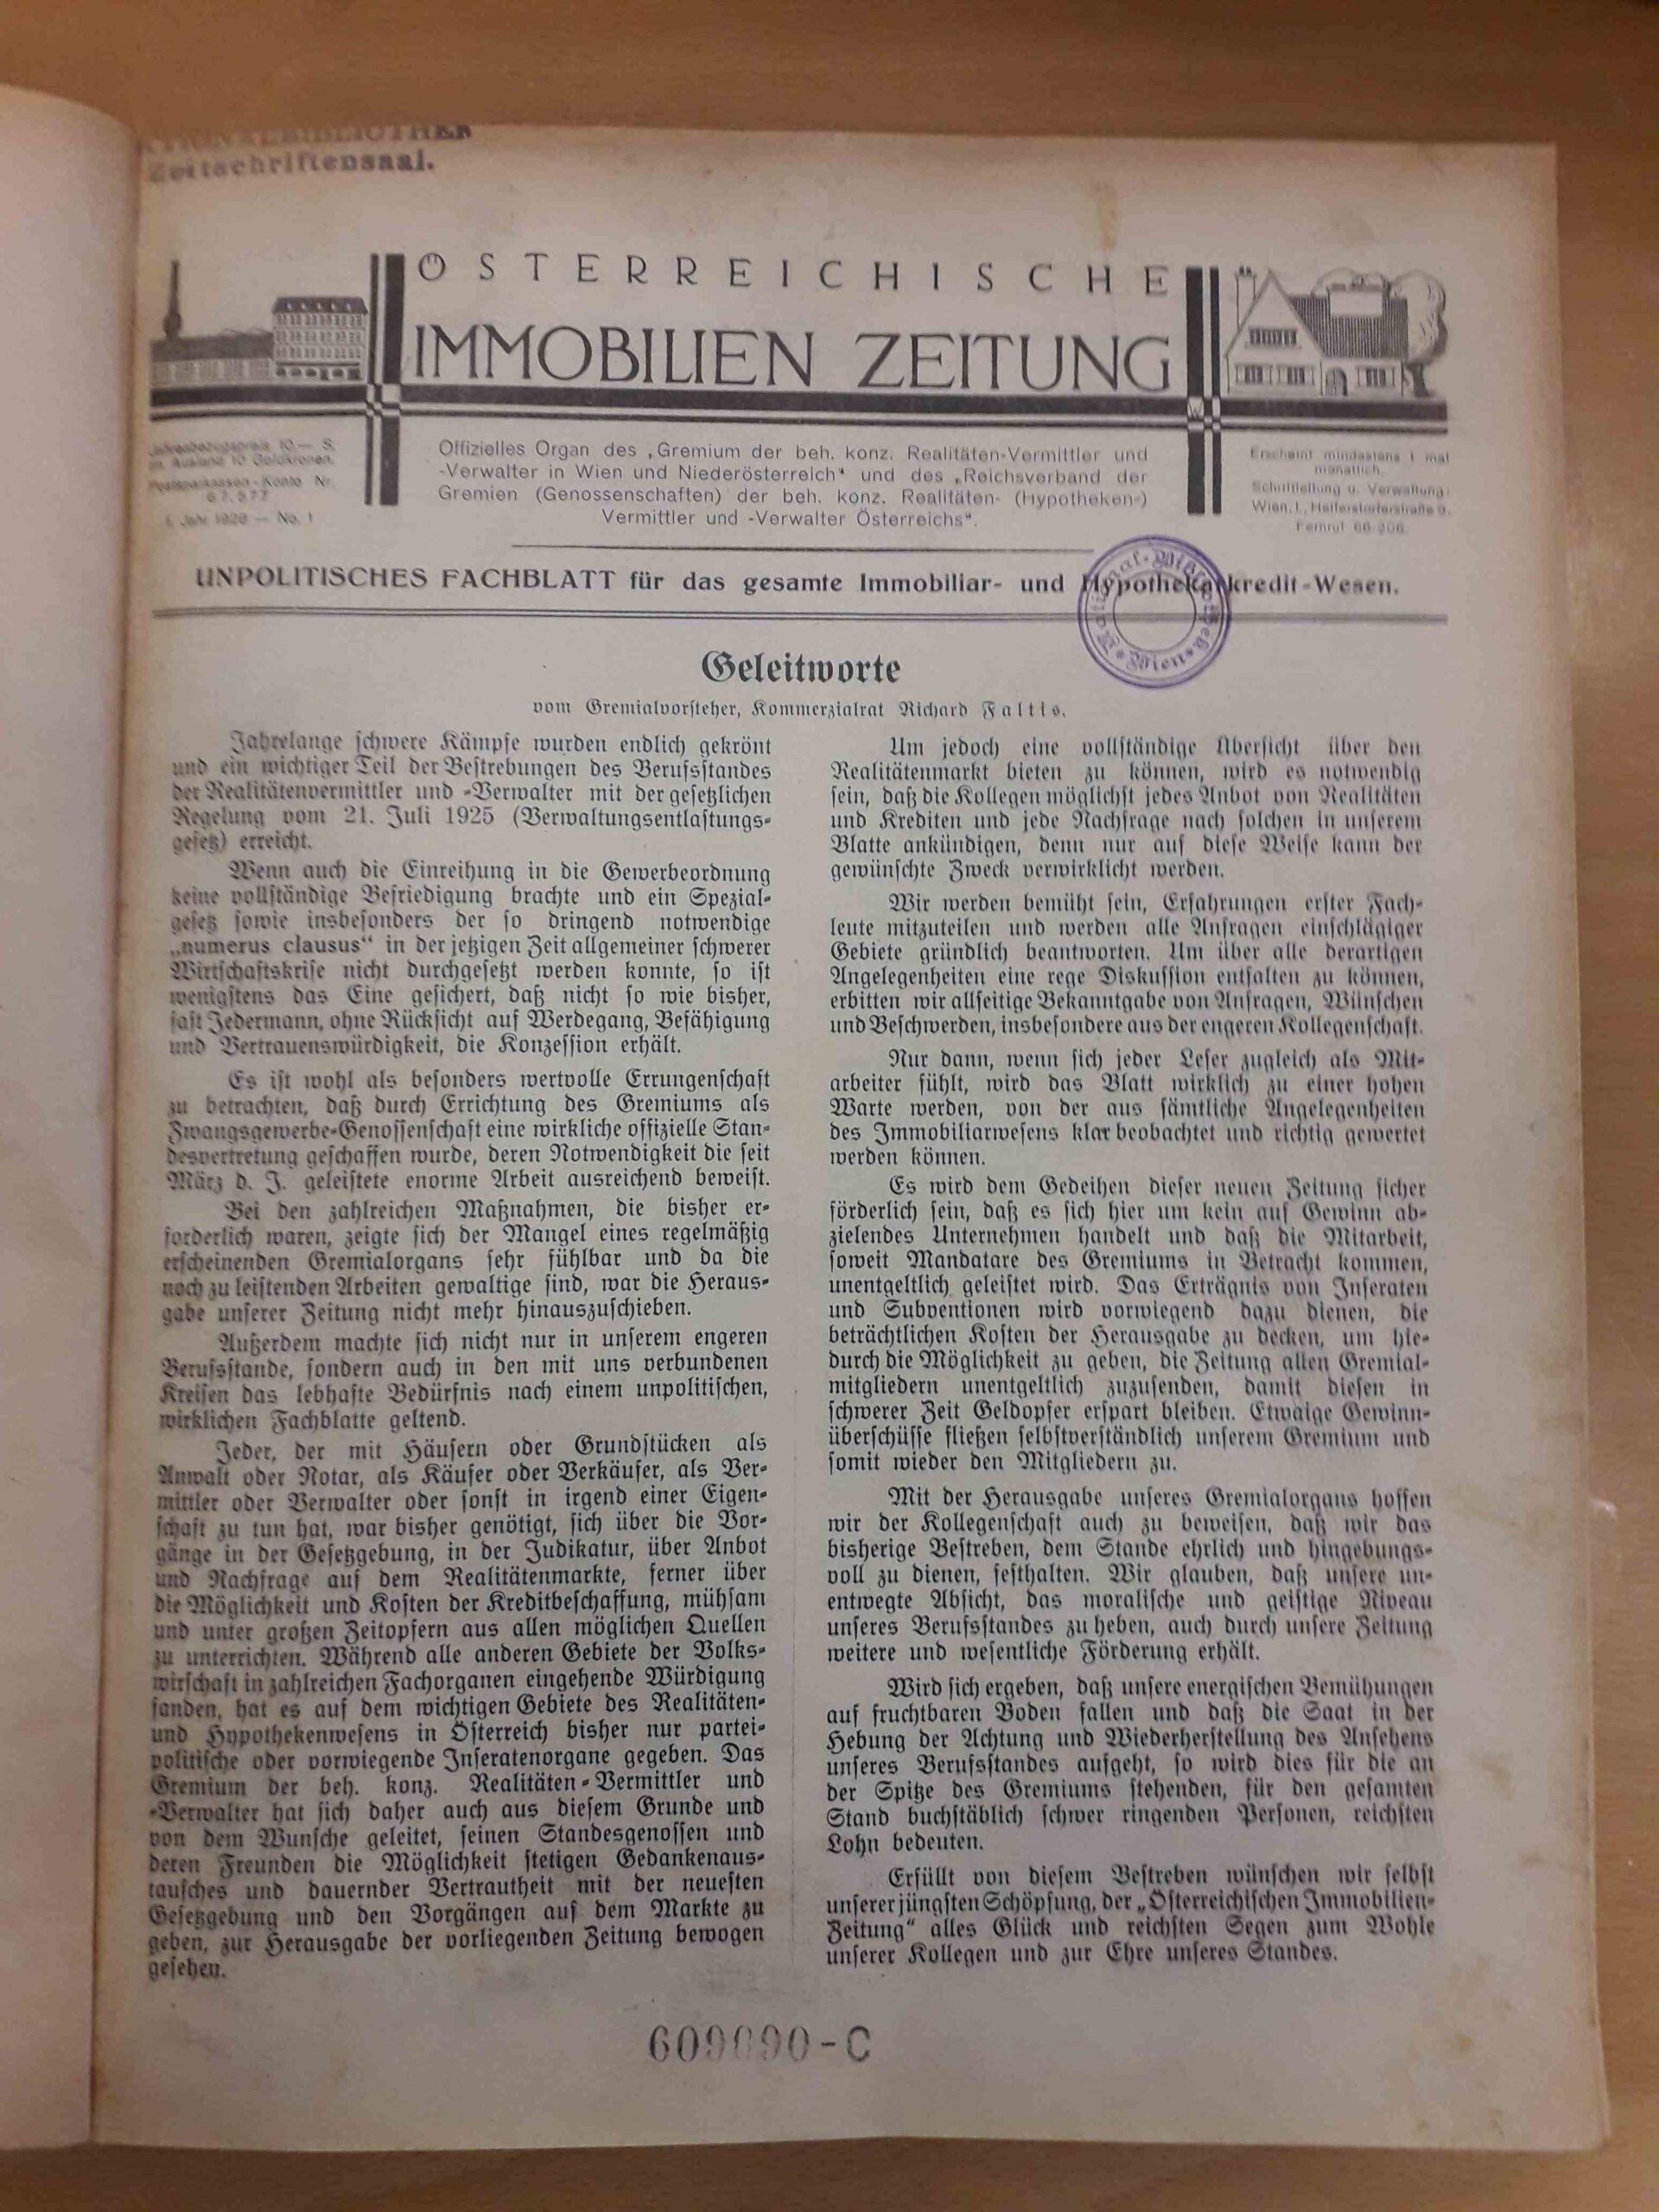 NATIONALBIBLIOTHEK
Zeitschriftensaal.
ÖSTERREICHISCHE
IMMOBILIEN ZEITUNG
Jahresbezugspreis 10.— S.
im Ausland 10 Goldkronen.
Postsparkassen-Konto Nr.
67.577
I. Jahr — No. 1
Offizielles Organ des „Gremium der beh. konz. Realitäten-Vermittler und
-Verwalter in Wien und Niederösterreich“ und des „Reichsverband der
Gremien (Genossenschaften) der beh. konz. Realitäten- (Hypotheken-)
Vermittler und -Verwalter Österreichs“.
Erscheint mindestens 1 mal
monatlich.
Schriftleitung u. Verwaltung:
Wien, I., Helferstorferstraße 9.
Fernruf 66-206.
UNPOLITISCHES FACHBLATT für das gesamte Immobiliar- und Hypothekarkredit-Wesen.
National-Bibliothek * Wien *
Geleitworte
vom Gremialvorsteher, Kommerzialrat Richard Faltis.
Jahrelange schwere Kämpfe wurden endlich gekrönt
und ein wichtiger Teil der Bestrebungen des Berufsstandes
der Realitätenvermittler und -Verwalter mit der gesetzlichen
Regelung vom 21. Juli 1925 (Verwaltungsentlastungs-
gesetz) erreicht.
Wenn auch die Einreihung in die Gewerbeordnung
keine vollständige Befriedigung brachte und ein Spezial-
gesetz sowie insbesonders der so dringend notwendige
„numerus clausus“ in der jetzigen Zeit allgemeiner schwerer
Wirtschaftskrise nicht durchgesetzt werden konnte, so ist
wenigstens das Eine gesichert, daß nicht so wie bisher,
fast Jedermann, ohne Rücksicht auf Werdegang, Befähigung
und Vertrauenswürdigkeit, die Konzession erhält.
Es ist wohl als besonders wertvolle Errungenschaft
zu betrachten, daß durch Errichtung des Gremiums als
Zwangsgewerbe-Genossenschaft eine wirkliche offizielle Stan-
desvertretung geschaffen wurde, deren Notwendigkeit die seit
März d. J. geleistete enorme Arbeit ausreichend beweist.
Bei den zahlreichen Maßnahmen, die bisher er-
forderlich waren, zeigte sich der Mangel eines regelmäßig
erscheinenden Gremialorgans sehr fühlbar und da die
noch zu leistenden Arbeiten gewaltige sind, war die Heraus-
gabe unserer Zeitung nicht mehr hinauszuschieben.
Außerdem machte sich nicht nur in unserem engeren
Berufsstande, sondern auch in den mit uns verbundenen
Kreisen das lebhafte Bedürfnis nach einem unpolitischen,
wirklichen Fachblatte geltend.
Jeder, der mit Häusern oder Grundstücken als
Anwalt oder Notar, als Käufer oder Verkäufer, als Ver-
mittler oder Verwalter oder sonst in irgend einer Eigen-
schaft zu tun hat, war bisher genötigt, sich über die Vor-
gänge in der Gesetzgebung, in der Judikatur, über Anbot
und Nachfrage auf dem Realitätenmarkte, ferner über
die Möglichkeit und Kosten der Kreditbeschaffung, mühsam
und unter großen Zeitopfern aus allen möglichen Quellen
zu unterrichten. Während alle anderen Gebiete der Volks-
wirschaft in zahlreichen Fachorganen eingehende Würdigung
fanden, hat es auf dem wichtigen Gebiete des Realitäten-
und Hypothekenwesens in Österreich bisher nur partei-
politische oder vorwiegende Inseratenorgane gegeben. Das
Gremium der beh. konz. Realitäten-Vermittler und
-Verwalter hat sich daher auch aus diesem Grunde und
von dem Wunsche geleitet, seinen Standesgenossen und
deren Freunden die Möglichkeit stetigen Gedankenaus-
tausches und dauernder Vertrautheit mit der neuesten
Gesetzgebung und den Vorgängen auf dem Markte zu
geben, zur Herausgabe der vorliegenden Zeitung bewogen
gesehen.
Um jedoch eine vollständige Übersicht über den
Realitätenmarkt bieten zu können, wird es notwendig
sein, daß die Kollegen möglichst jedes Anbot von Realitäten
und Krediten und jede Nachfrage nach solchen in unserem
Blatte ankündigen, denn nur auf diese Weise kann der
gewünschte Zweck verwirklicht werden.
Wir werden bemüht sein, Erfahrungen erster Fach-
leute mitzuteilen und werden alle Anfragen einschlägiger
Gebiete gründlich beantworten. Um über alle derartigen
Angelegenheiten eine rege Diskussion entfalten zu können,
erbitten wir allseitige Bekanntgabe von Anfragen, Wünschen
und Beschwerden, insbesondere aus der engeren Kollegenschaft.
Nur dann, wenn sich jeder Leser zugleich als Mit-
arbeiter fühlt, wird das Blatt wirklich zu einer hohen
Warte werden, von der aus sämtliche Angelegenheiten
des Immobiliarwesens klar beobachtet und richtig gewertet
werden können.
Es wird dem Gedeihen dieser neuen Zeitung sicher
förderlich sein, daß es sich hier um kein auf Gewinn ab-
zielendes Unternehmen handelt und daß die Mitarbeit,
soweit Mandatare des Gremiums in Betracht kommen,
unentgeltlich geleistet wird. Das Erträgnis von Inseraten
und Subventionen wird vorwiegend dazu dienen, die
beträchtlichen Kosten der Herausgabe zu decken, um hie-
durch die Möglichkeit zu geben, die Zeitung allen Gremial-
mitgliedern unentgeltlich zuzusenden, damit diesen in
schwerer Zeit Geldopfer erspart bleiben. Etwaige Gewinn-
überschüsse fließen selbstverständlich unserem Gremium und
somit wieder den Mitgliedern zu.
Mit der Herausgabe unseres Gremialorgans hoffen
wir der Kollegenschaft auch zu beweisen, daß wir das
bisherige Bestreben, dem Stande ehrlich und hingebungs-
voll zu dienen, festhalten. Wir glauben, daß unsere un-
entwegte Absicht, das moralische und geistige Niveau
unseres Berufsstandes zu heben, auch durch unsere Zeitung
weitere und wesentliche Förderung erhält.
Wird sich ergeben, daß unsere energischen Bemühungen
auf fruchtbaren Boden fallen und daß die Saat in der
Hebung der Achtung und Wiederherstellung des Ansehens
unseres Berufsstandes aufgeht, so wird dies für die an
der Spitze des Gremiums stehenden, für den gesamten
Stand buchstäblich schwer ringenden Personen, reichsten
Lohn bedeuten.
Erfüllt von diesem Bestreben wünschen wir selbst
unserer jüngsten Schöpfung, der „Österreichischen Immobilien-
Zeitung“ alles Glück und reichsten Segen zum Wohle
unserer Kollegen und zur Ehre unseres Standes.
609090-C